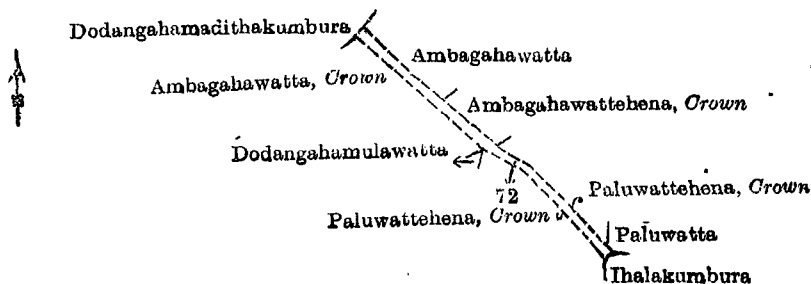 Dodangahamadithakumbura
Ambagahawatta
Ambagahawatta, Crown
Ambagahawattehena, Crown
Dodangahamulawatta
72
Paluwattehena, Crown
Paluwattehena, Crown
Paluwatta
Ihalakumbura